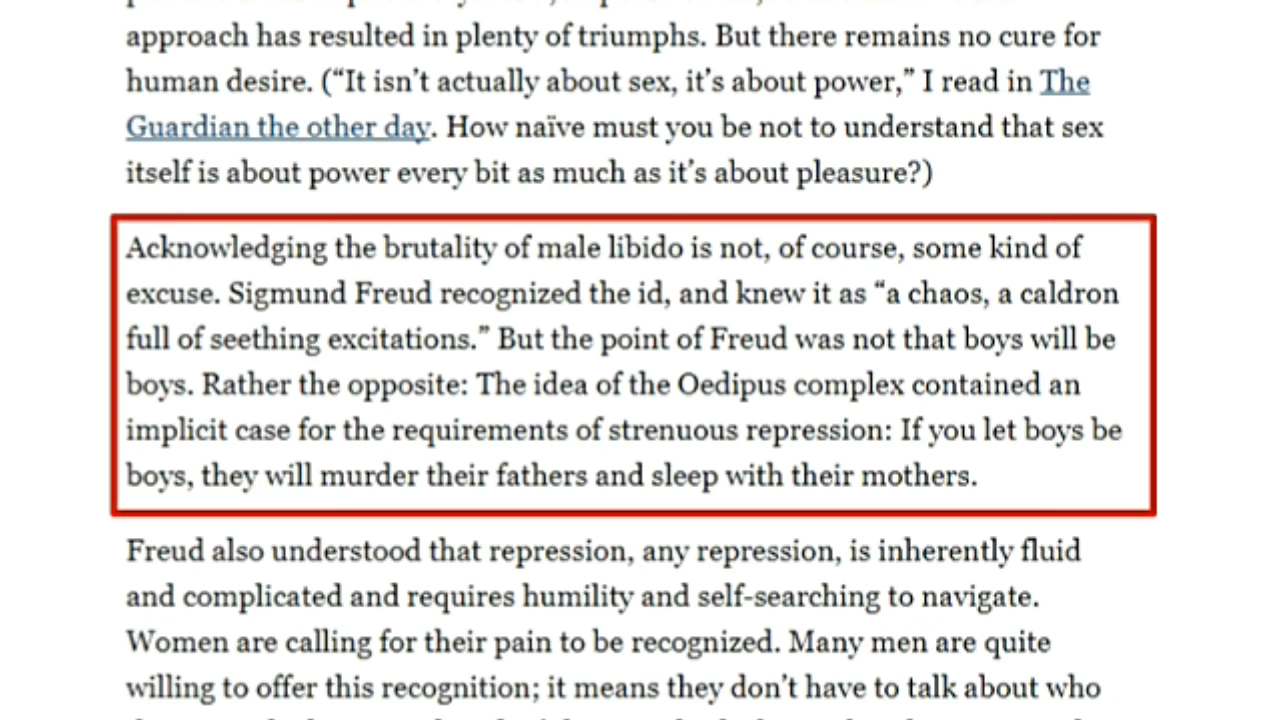 approach has resulted in plenty of triumphs. But there remains no cure for
human desire. (“It isn’t actually about sex, it’s about power,” I read in The
Guardian the other day. How naïve must you be not to understand that sex
itself is about power every bit as much as it’s about pleasure?)
Acknowledging the brutality of male libido is not, of course, some kind of
excuse. Sigmund Freud recognized the id, and knew it as “a chaos, a caldron
full of seething excitations.” But the point of Freud was not that boys will be
boys. Rather the opposite: The idea of the Oedipus complex contained an
implicit case for the requirements of strenuous repression: If you let boys be
boys, they will murder their fathers and sleep with their mothers.
Freud also understood that repression, any repression, is inherently fluid
and complicated and requires humility and self-searching to navigate.
Women are calling for their pain to be recognized. Many men are quite
willing to offer this recognition; it means they don’t have to talk about who